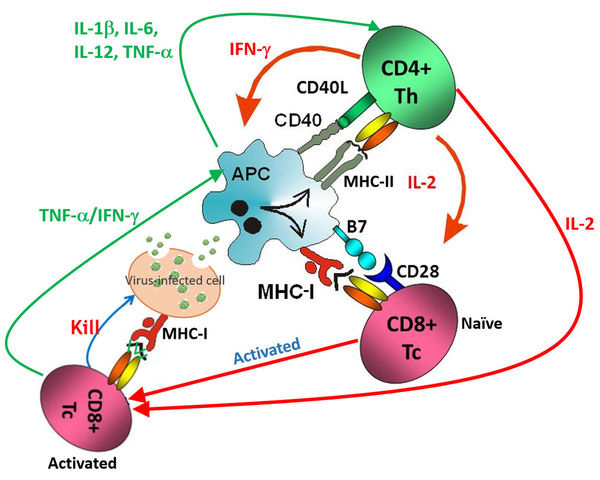 IL-1β, IL-6,
IL-12, TNF-α
IFN-γ
CD4+
Th
CD40L
CD40
APC
MHC-II
IL-2
IL-2
TNF-α/IFN-γ
B7
CD28
Virus-infected cell
MHC-I
CD8+
Tc
Naïve
Kill
MHC-I
Activated
CD8+
Tc
Activated